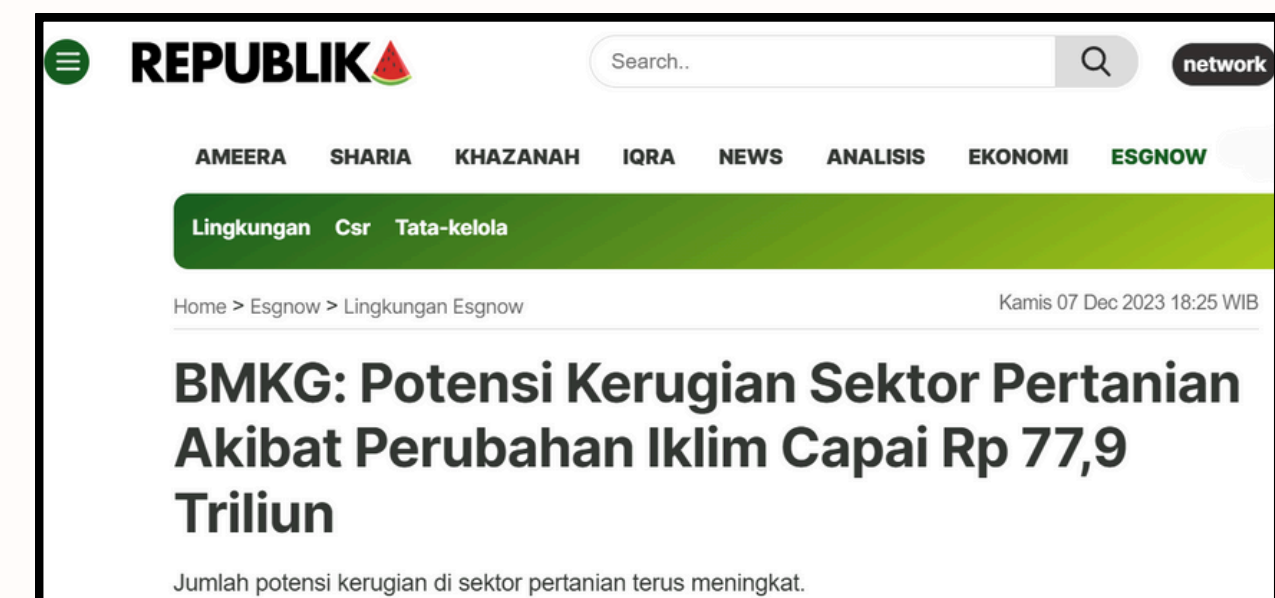 REPUBLIKA
Search..
network
AMEERA SHARIA KHAZANAH IQRA NEWS ANALISIS EKONOMI ESGNOW
Lingkungan Csr Tata-kelola
Home > Esgnow > Lingkungan Esgnow
Kamis 07 Dec 2023 18:25 WIB
BMKG: Potensi Kerugian Sektor Pertanian
Akibat Perubahan Iklim Capai Rp 77,9
Triliun
Jumlah potensi kerugian di sektor pertanian terus meningkat.